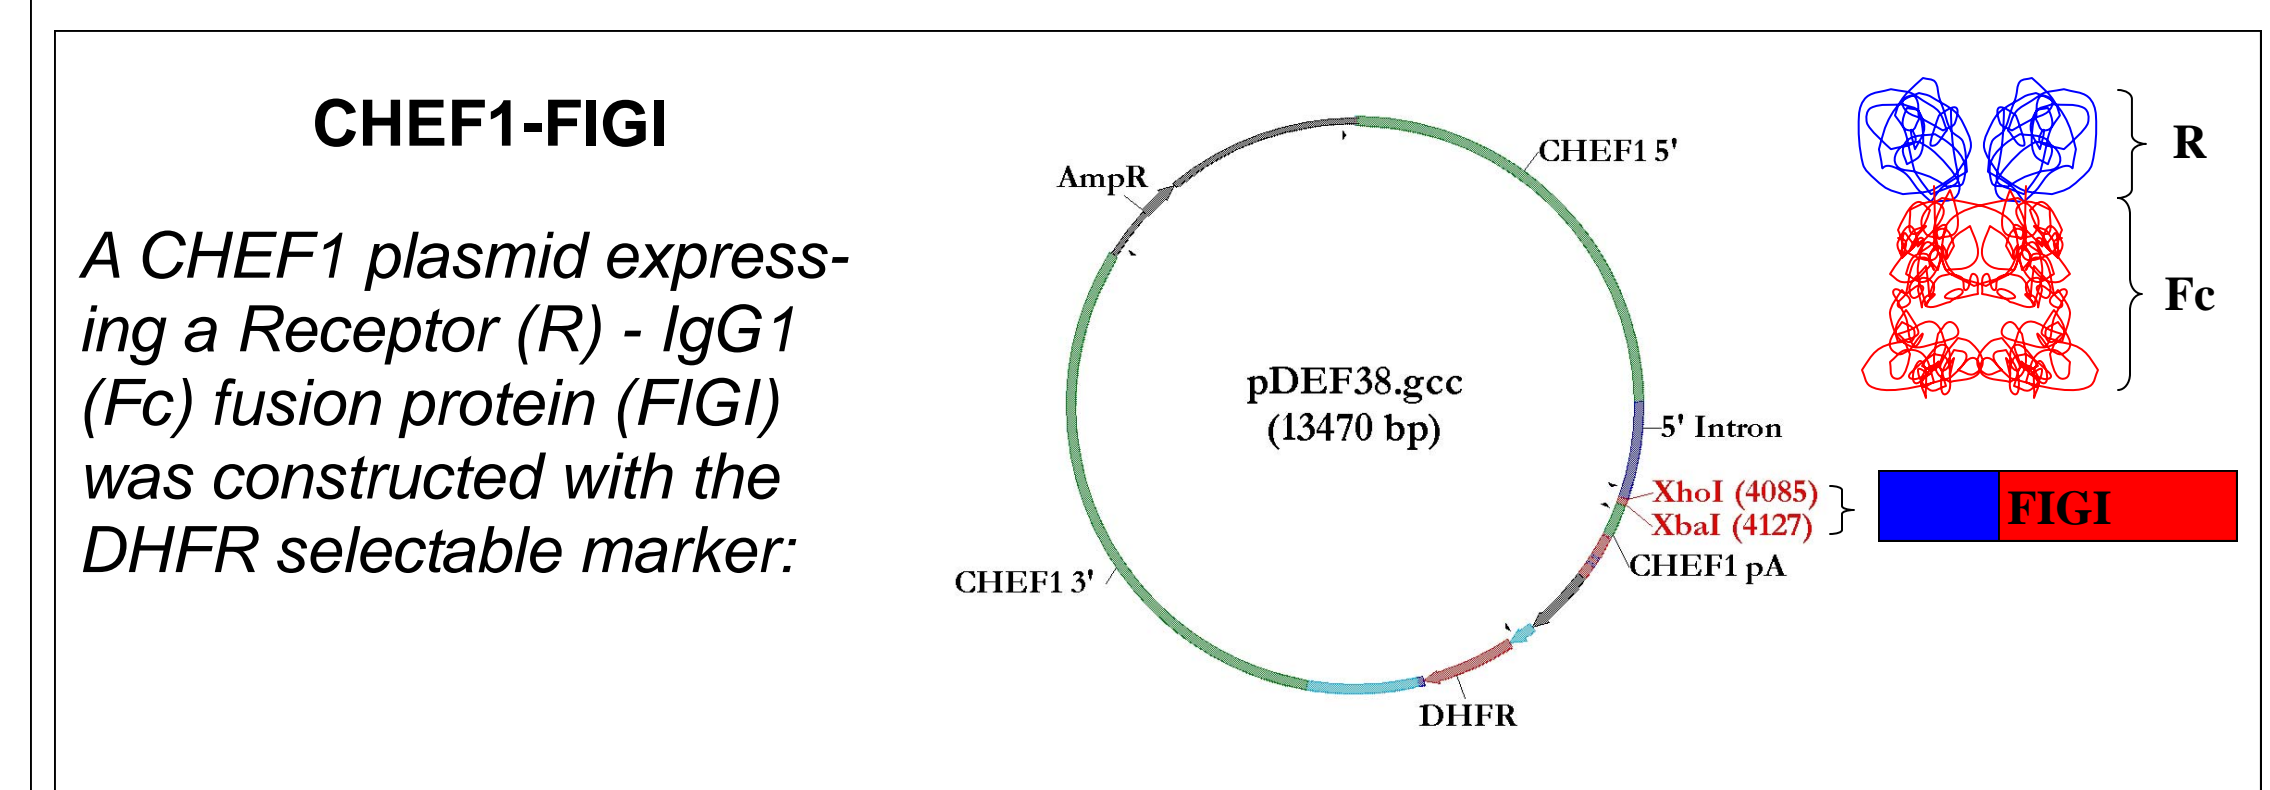 CHEF1-FIGI
A CHEF1 plasmid express-
ing a Receptor (R) - IgG1
(Fc) fusion protein (FIGI)
was constructed with the
DHFR selectable marker:
CHEF1 5'
AmpR
pDEF38.gcc
(13470 bp)
5' Intron
XhoI (4085)
XbaI (4127)
CHEF1 pA
CHEF1 3'
DHFR
R
Fc
FIGI